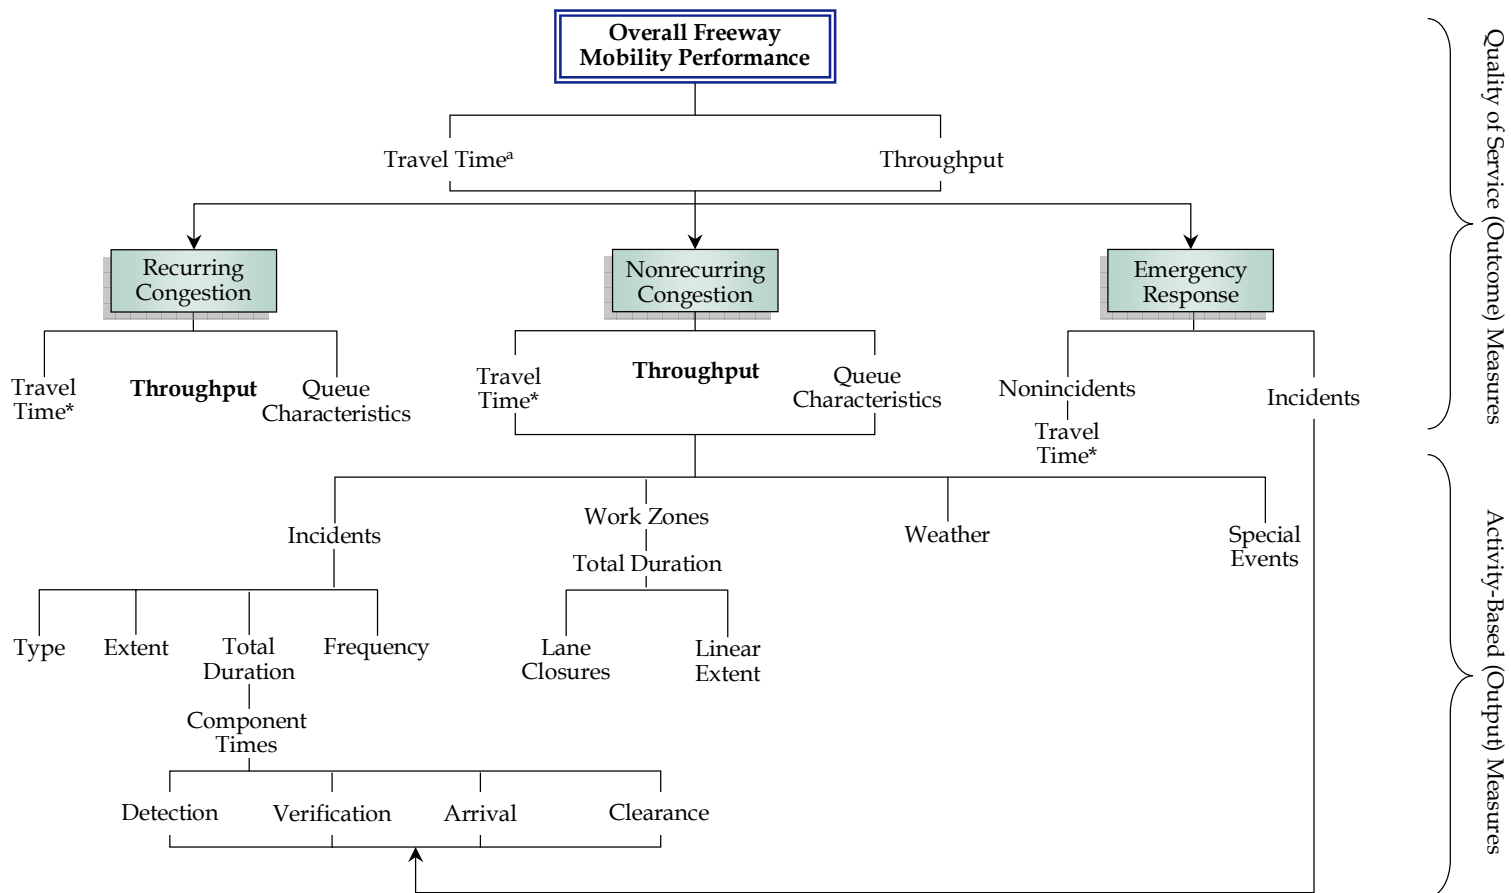 Overall Freeway
Mobility Performance
Travel Timeᵃ
Throughput
Recurring
Congestion
Nonrecurring
Congestion
Emergency
Response
Travel
Time*
Throughput
Queue
Characteristics
Travel
Time*
Throughput
Queue
Characteristics
Nonincidents
Travel
Time*
Incidents
Quality of Service (Outcome) Measures
Incidents
Work Zones
Total Duration
Weather
Special
Events
Type
Extent
Total
Duration
Frequency
Lane
Closures
Linear
Extent
Component
Times
Detection
Verification
Arrival
Clearance
Activity-Based (Output) Measures